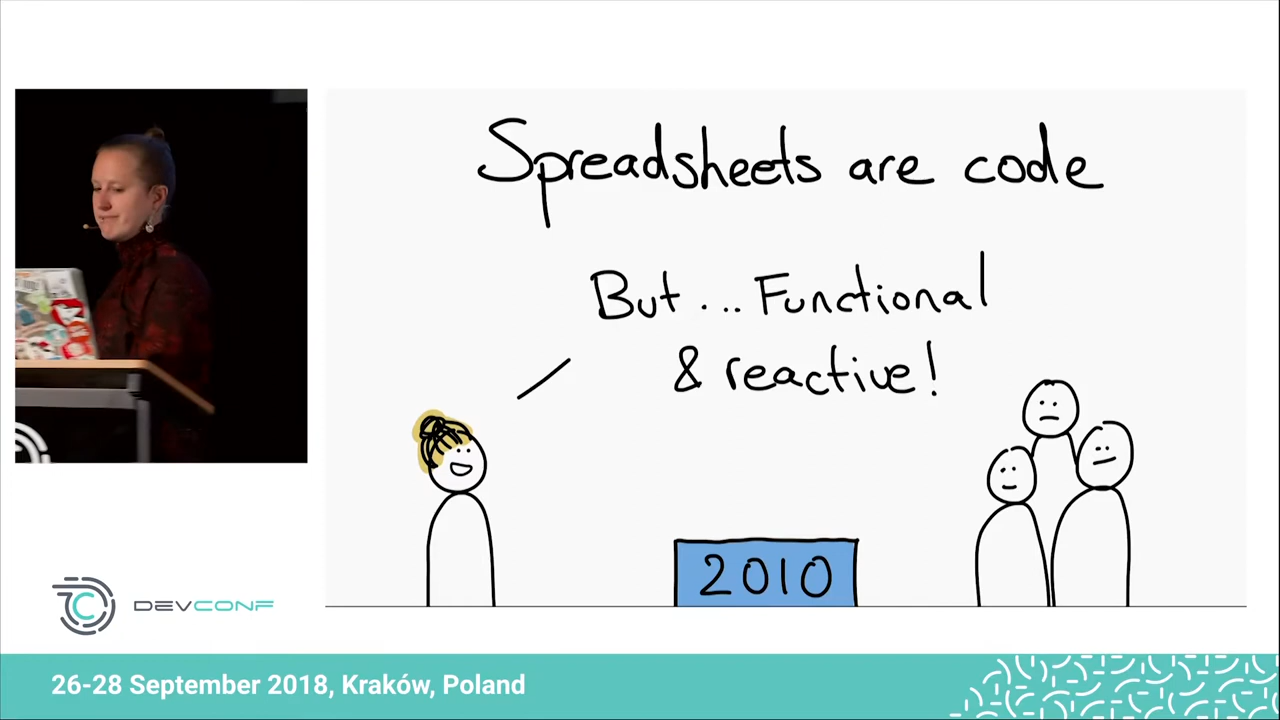 Spreadsheets are code
But ... Functional
& reactive!
2010
DEVCONF
26-28 September 2018, Kraków, Poland